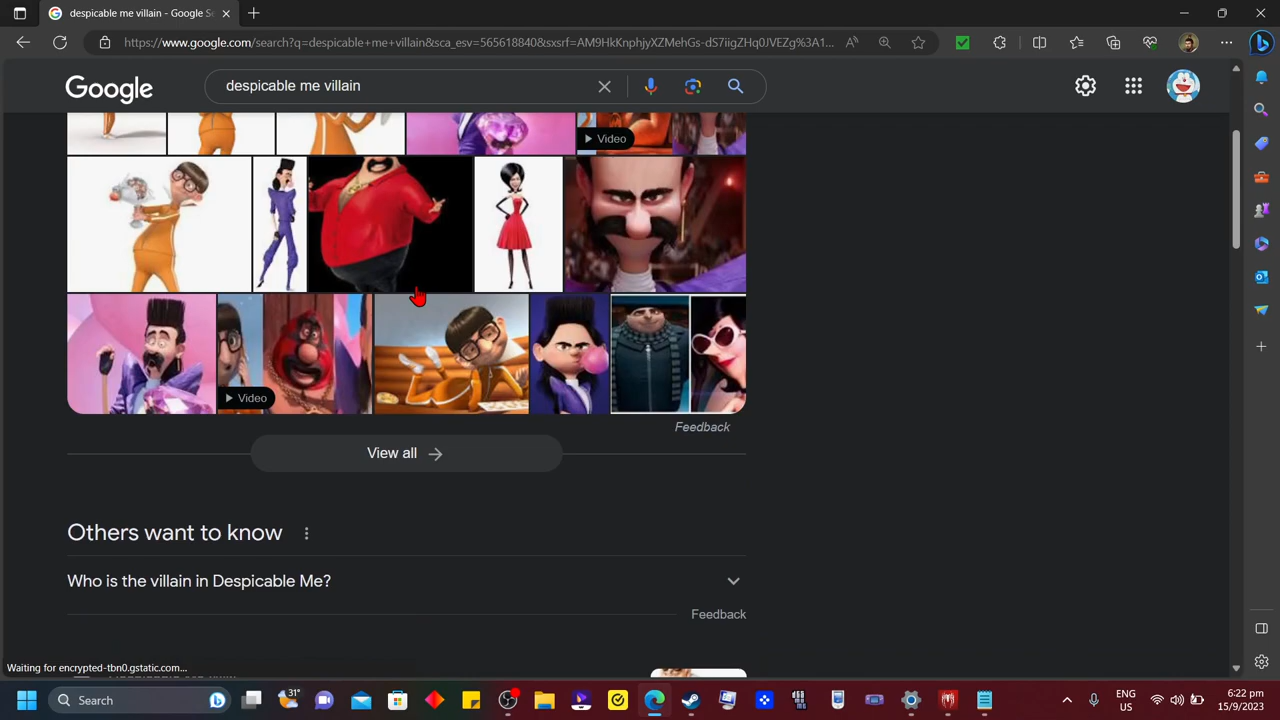 despicable me villain - Google Se
https://www.google.com/search?q=despicable+me+villain&sca_esv=565618840&sxsrf=AM9HkKnphjyXZMehGs-dS7iigZHq0JVEZg%3A1...
Google
despicable me villain
Video
Video
Feedback
View all
Others want to know
Who is the villain in Despicable Me?
Feedback
Waiting for encrypted-tbn0.gstatic.com...
Search
31°
ENG
US
6:22 pm
15/9/2023